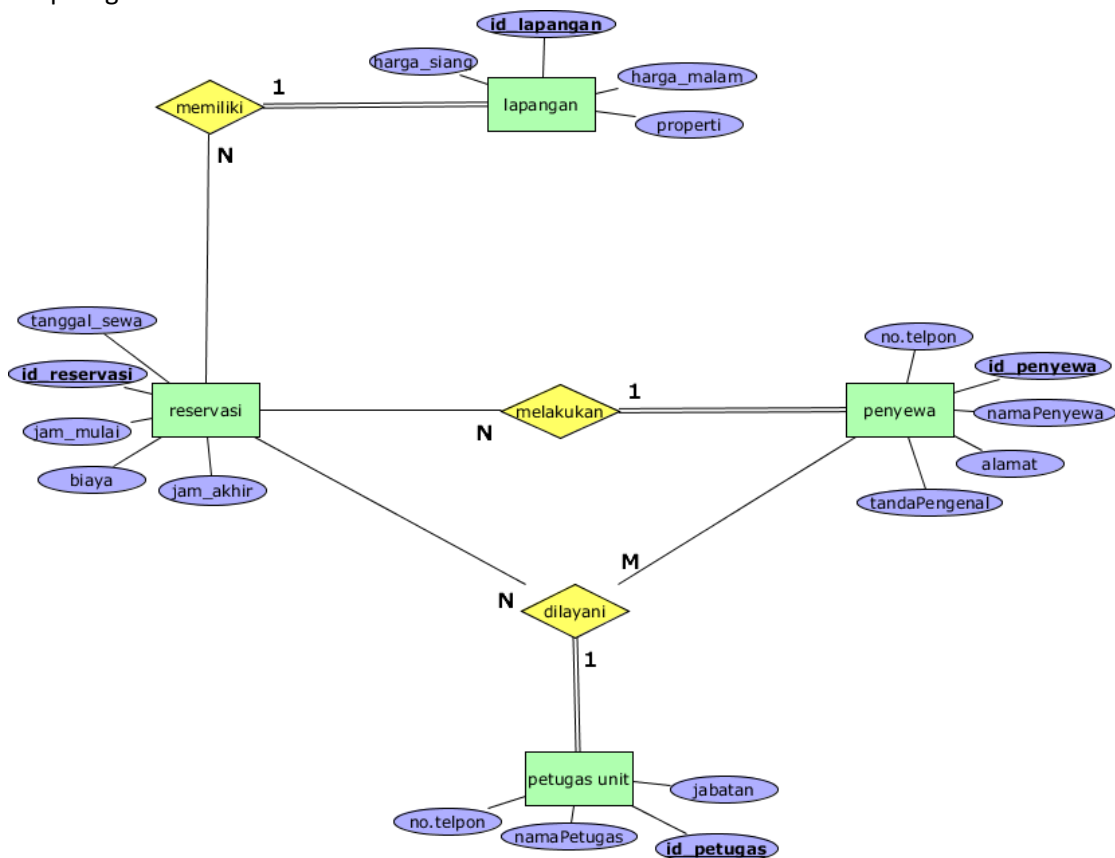 id_lapangan
harga_siang
harga_malam
1
memiliki
lapangan
properti
N
tanggal_sewa
no.telpon
id_reservasi
id_penyewa
1
reservasi
melakukan
penyewa
namaPenyewa
jam_mulai
N
alamat
biaya
jam_akhir
tandaPengenal
M
N
dilayani
1
petugas unit
jabatan
no.telpon
namaPetugas
id_petugas